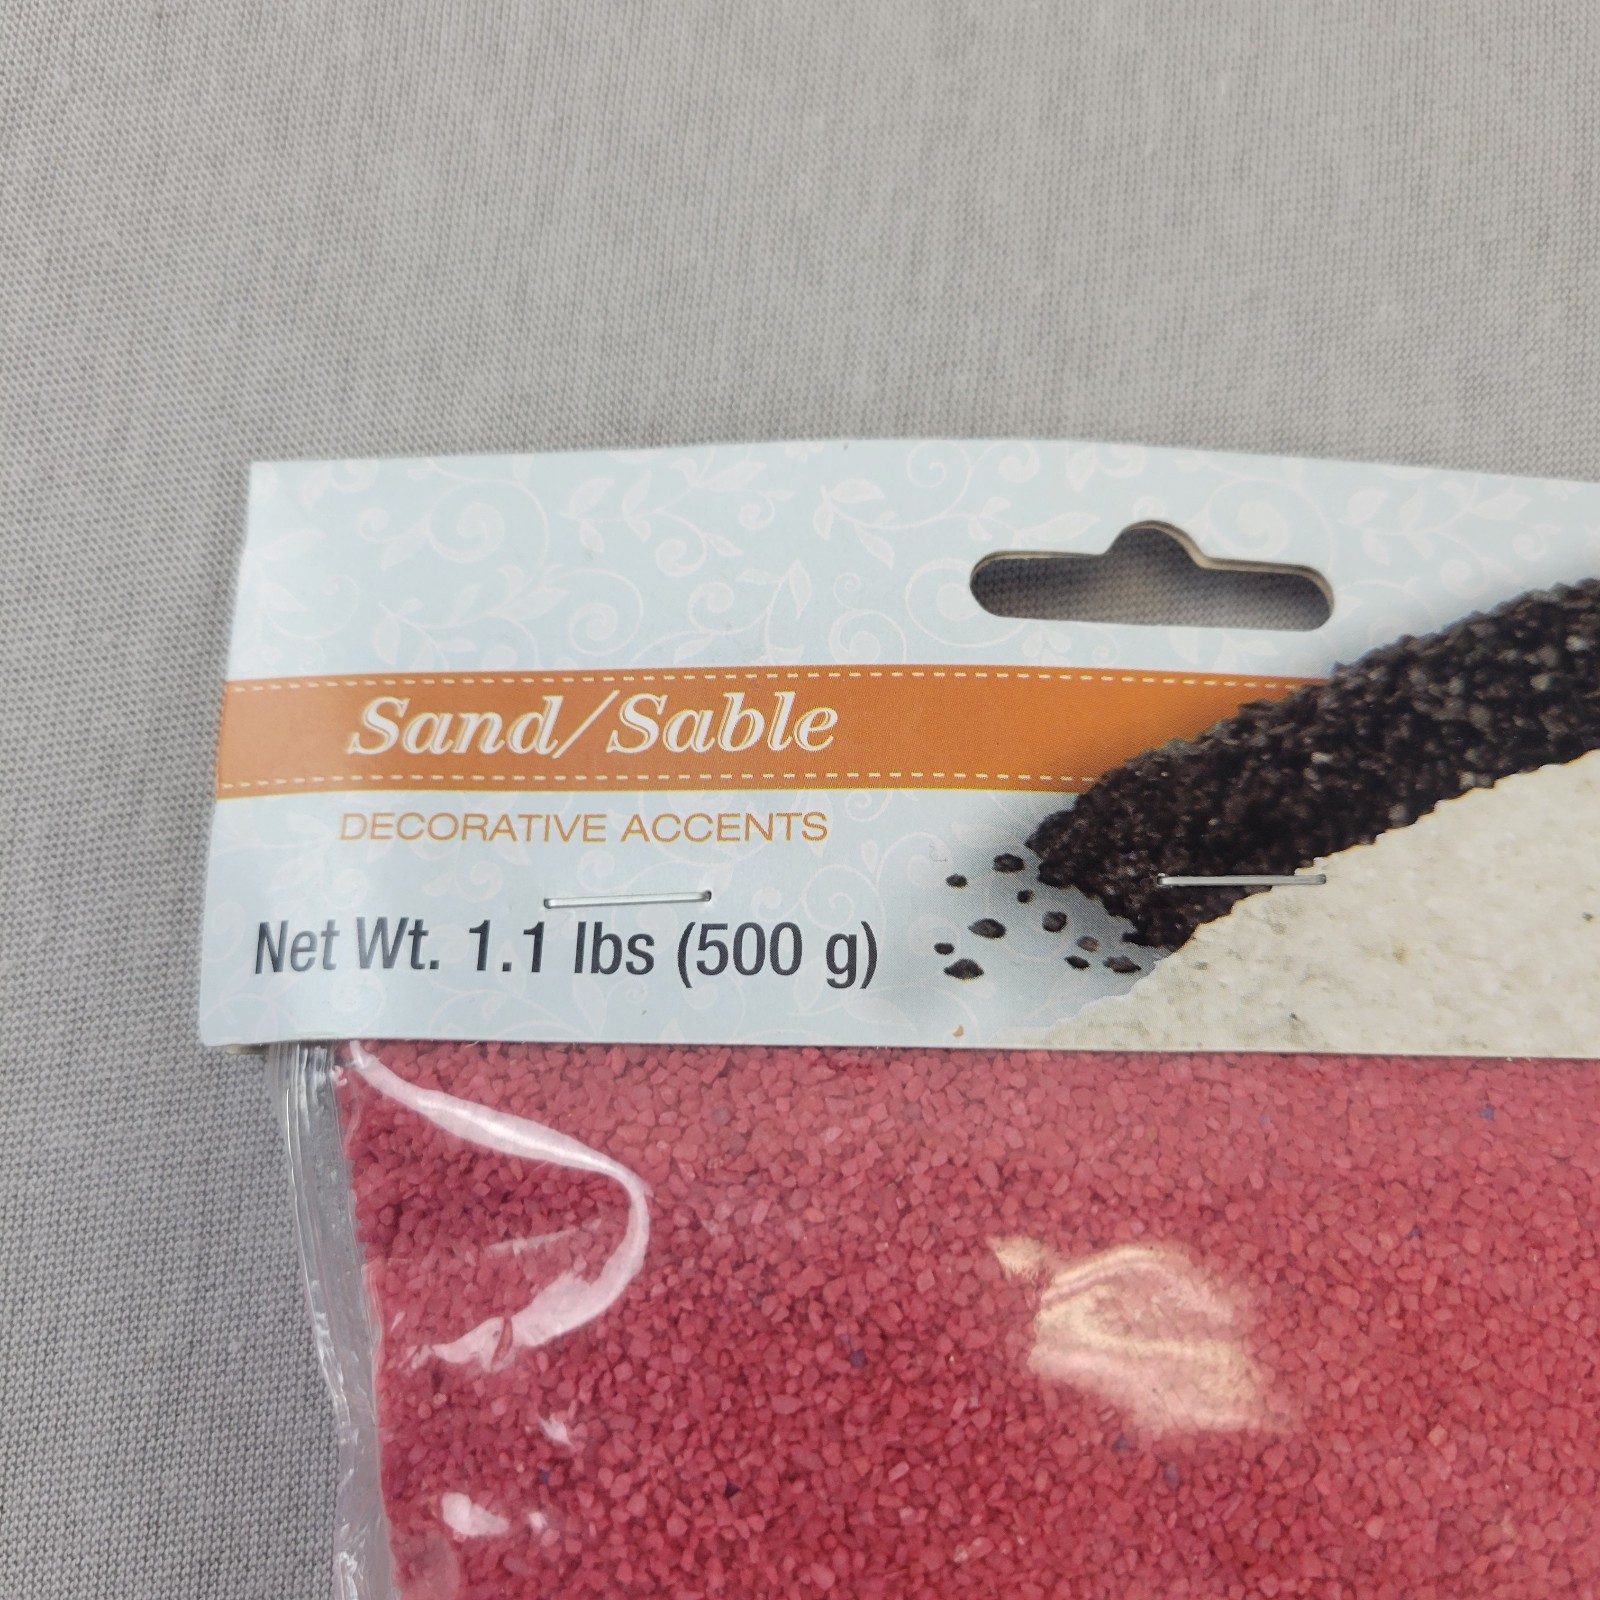 Sand/Sable
DECORATIVE ACCENTS
Net Wt. 1.1 lbs (500 g)